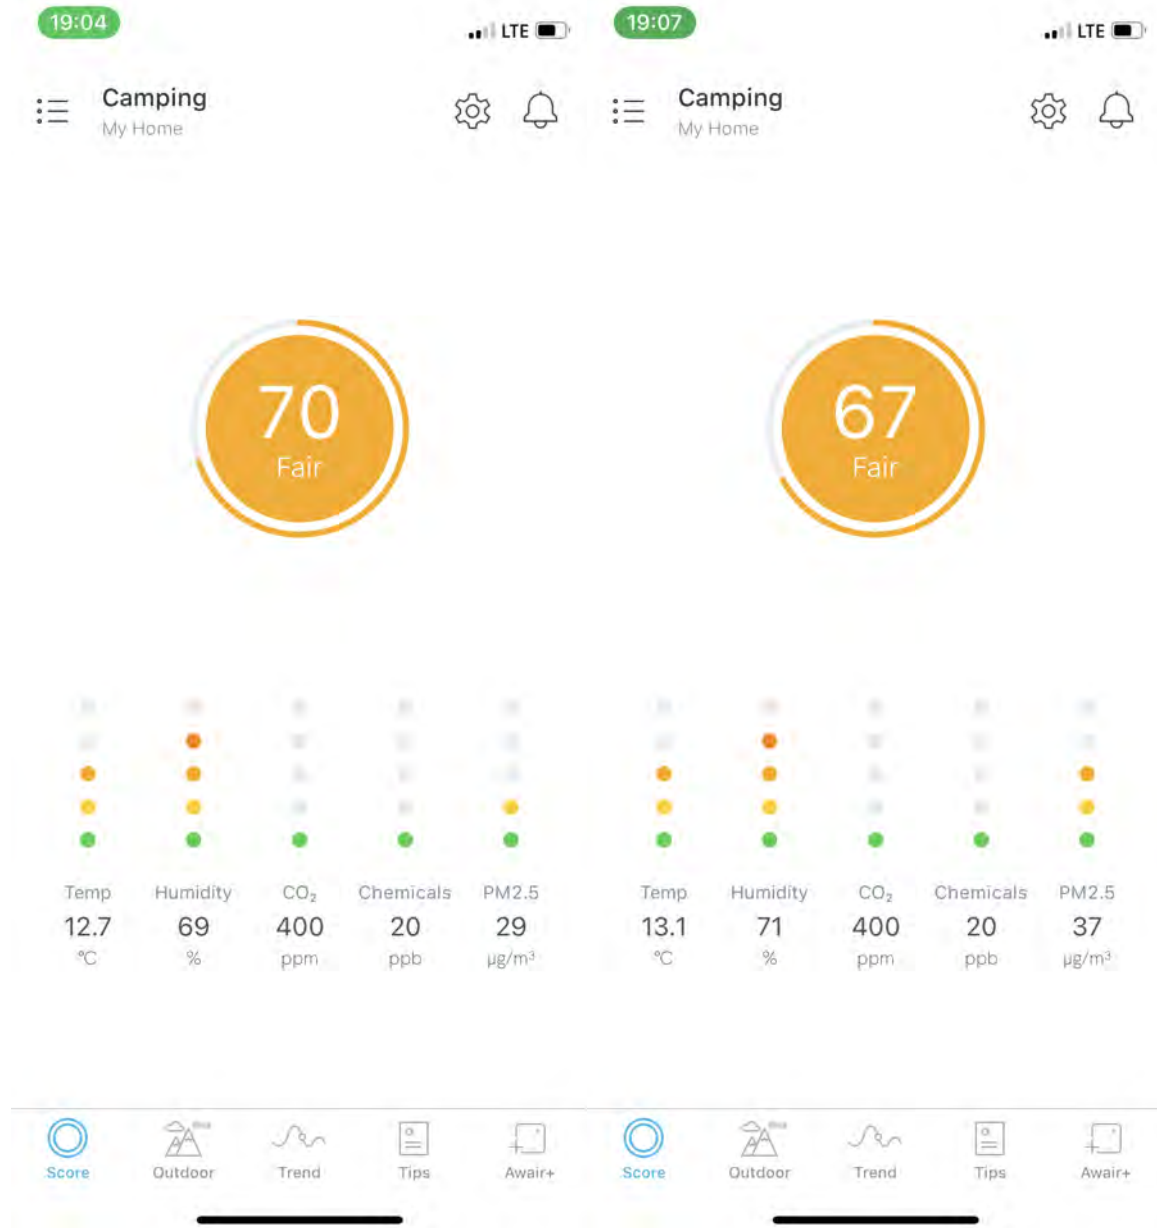 19:04
LTE
Camping
My Home
70
Fair
Temp Humidity CO₂ Chemicals PM2.5
12.7 69 400 20 29
°C % ppm ppb µg/m³
Score Outdoor Trend Tips Awair+
19:07
LTE
Camping
My Home
67
Fair
Temp Humidity CO₂ Chemicals PM2.5
13.1 71 400 20 37
°C % ppm ppb µg/m³
Score Outdoor Trend Tips Awair+